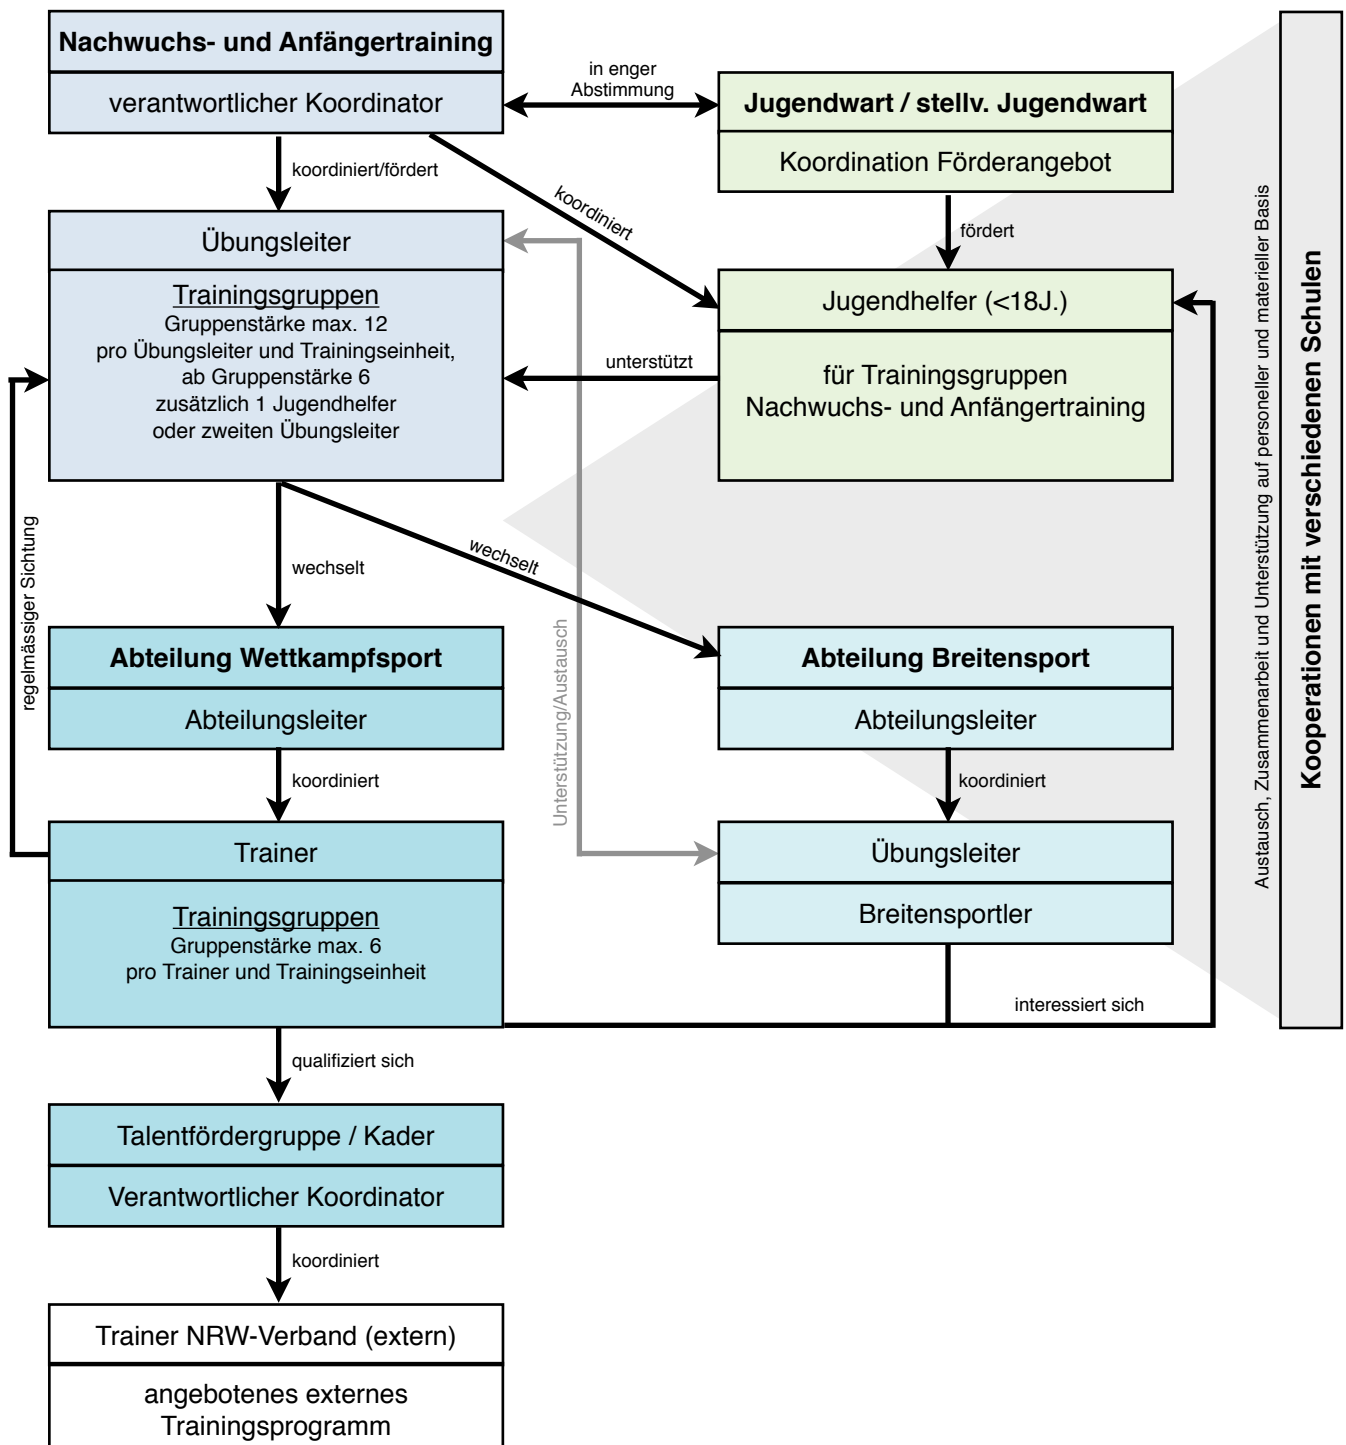 Nachwuchs- und Anfängertraining
verantwortlicher Koordinator
in enger
Abstimmung
Jugendwart / stellv. Jugendwart
Koordination Förderangebot
koordiniert/fördert
koordiniert
fördert
Übungsleiter
Trainingsgruppen
Gruppenstärke max. 12
pro Übungsleiter und Trainingseinheit,
ab Gruppenstärke 6
zusätzlich 1 Jugendhelfer
oder zweiten Übungsleiter
unterstützt
Jugendhelfer (<18J.)
für Trainingsgruppen
Nachwuchs- und Anfängertraining
regelmässiger Sichtung
wechselt
wechselt
Unterstützung/Austausch
Abteilung Wettkampfsport
Abteilungsleiter
koordiniert
Trainer
Trainingsgruppen
Gruppenstärke max. 6
pro Trainer und Trainingseinheit
Abteilung Breitensport
Abteilungsleiter
koordiniert
Übungsleiter
Breitensportler
interessiert sich
qualifiziert sich
Talentfördergruppe / Kader
Verantwortlicher Koordinator
koordiniert
Trainer NRW-Verband (extern)
angebotenes externes
Trainingsprogramm
Austausch, Zusammenarbeit und Unterstützung auf personeller und materieller Basis
Kooperationen mit verschiedenen Schulen